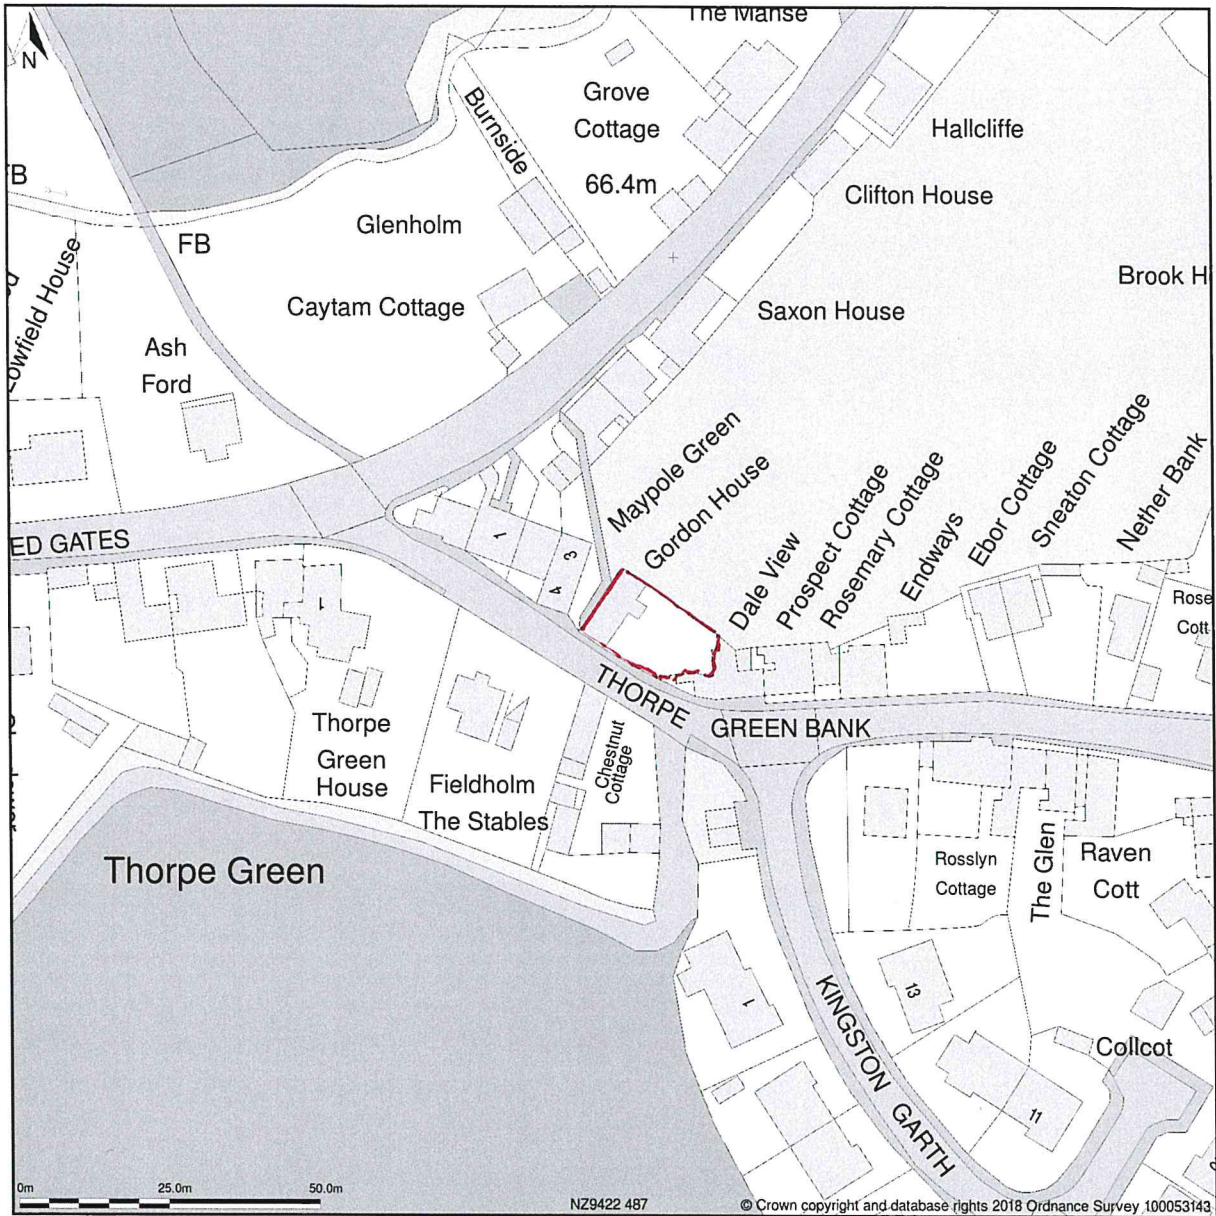 The Manse
N
Grove
Cottage
66.4m
Burnside
Hallcliffe
Clifton House
FB
Glenholm
FB
Lowfield House
Brook H
Caytam Cottage
Saxon House
Ash
Ford
Maypole Green
Gordon House
Dale View
Prospect Cottage
Rosemary Cottage
Endways
Ebor Cottage
Sneaton Cottage
Nether Bank
ED GATES
1
3
4
1
Rose
Cott
THORPE
GREEN BANK
Thorpe
Green
House
Chestnut
Cottage
Fieldholm
The Stables
Thorpe Green
Rosslyn
Cottage
The Glen
Raven
Cott
1
13
KINGSTON GARTH
Collcot
11
0m
25.0m
50.0m
NZ9422 487
© Crown copyright and database rights 2018 Ordnance Survey 100053143